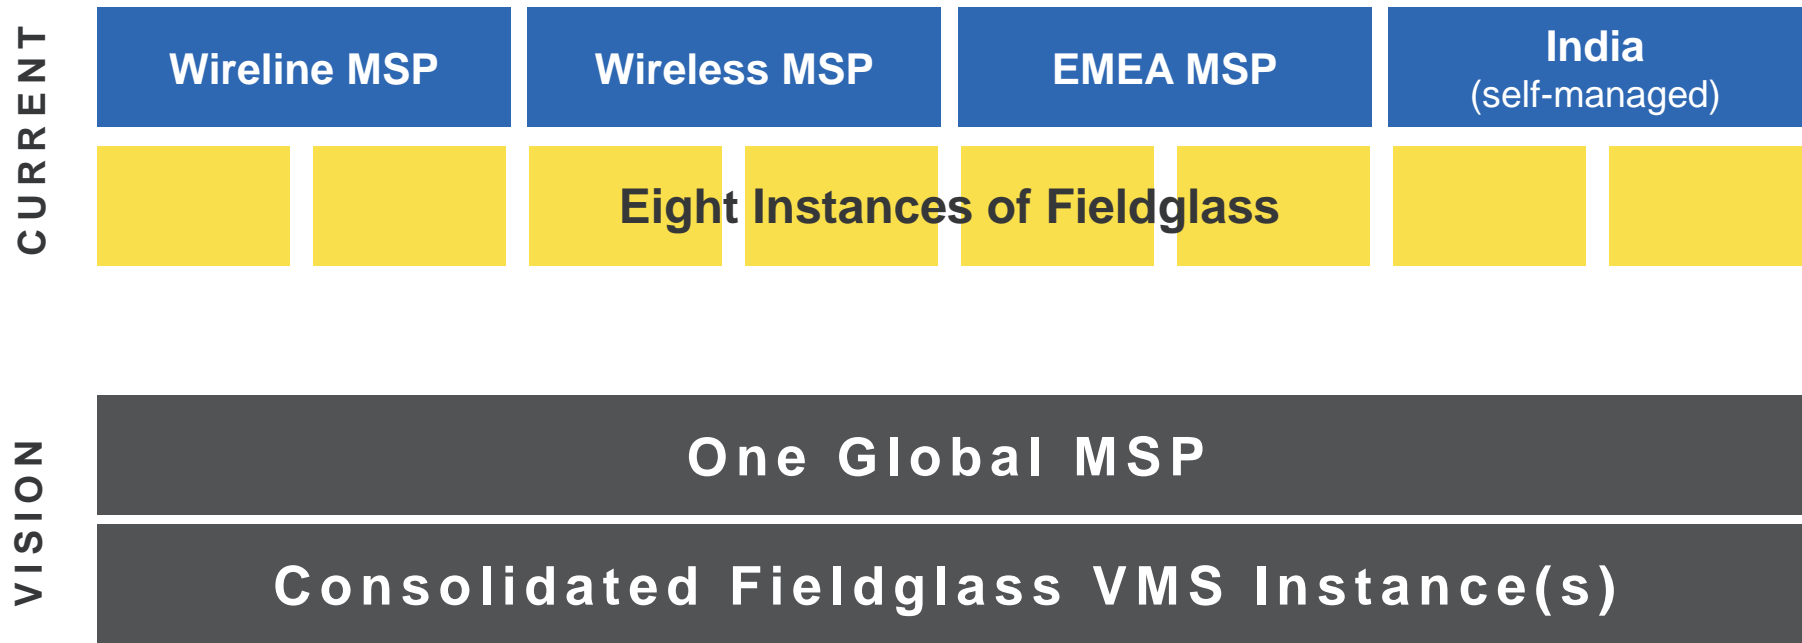 CURRENT
Wireline MSP
Wireless MSP
EMEA MSP
India
(self-managed)
Eight Instances of Fieldglass
VISION
One Global MSP
Consolidated Fieldglass VMS Instance(s)